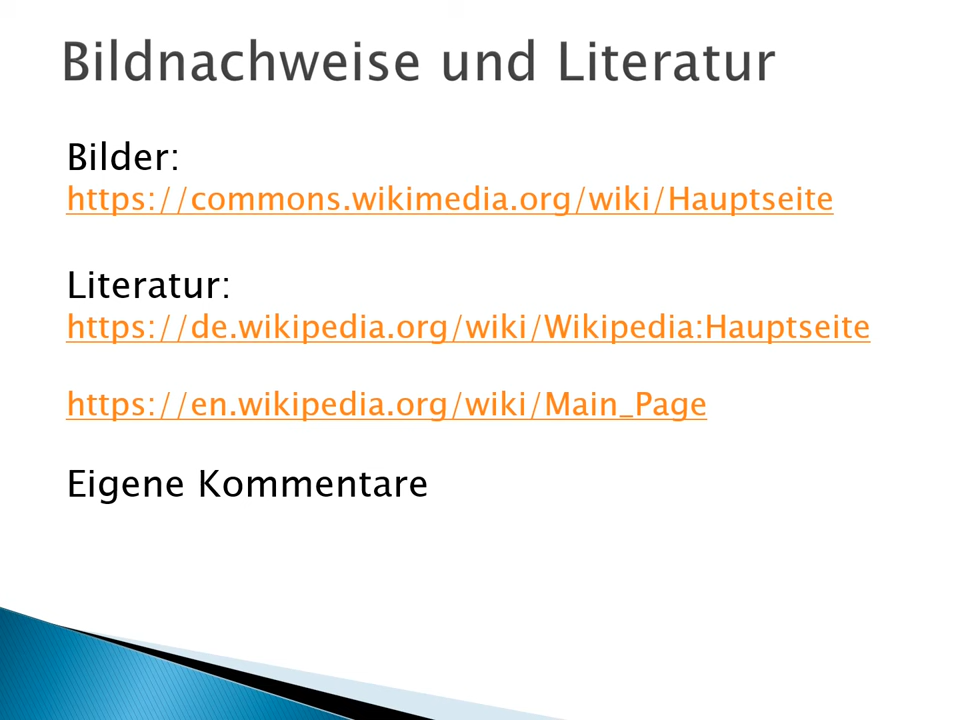 Bildnachweise und Literatur
Bilder:
https://commons.wikimedia.org/wiki/Hauptseite
Literatur:
https://de.wikipedia.org/wiki/Wikipedia:Hauptseite
https://en.wikipedia.org/wiki/Main_Page
Eigene Kommentare